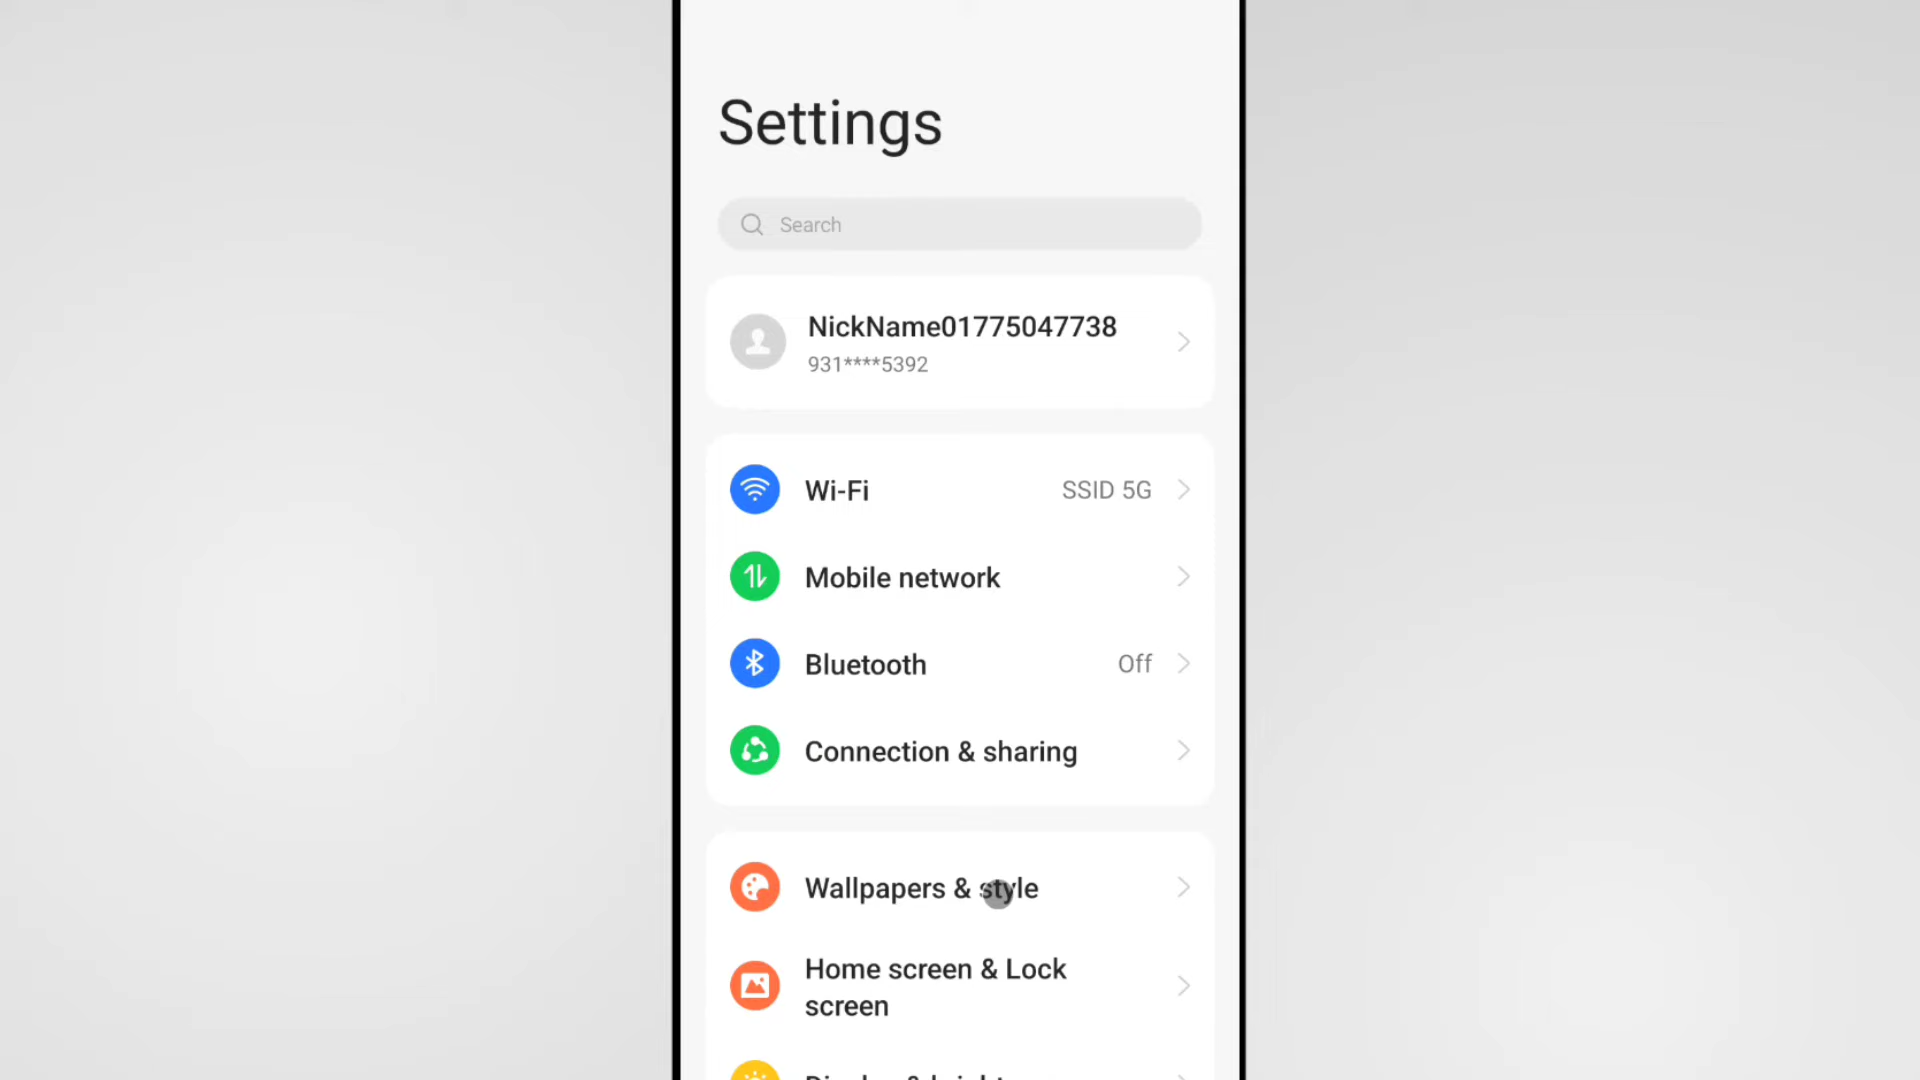 Settings
Search
NickName01775047738
931****5392
Wi-Fi SSID 5G
Mobile network
Bluetooth Off
Connection & sharing
Wallpapers & style
Home screen & Lock
screen